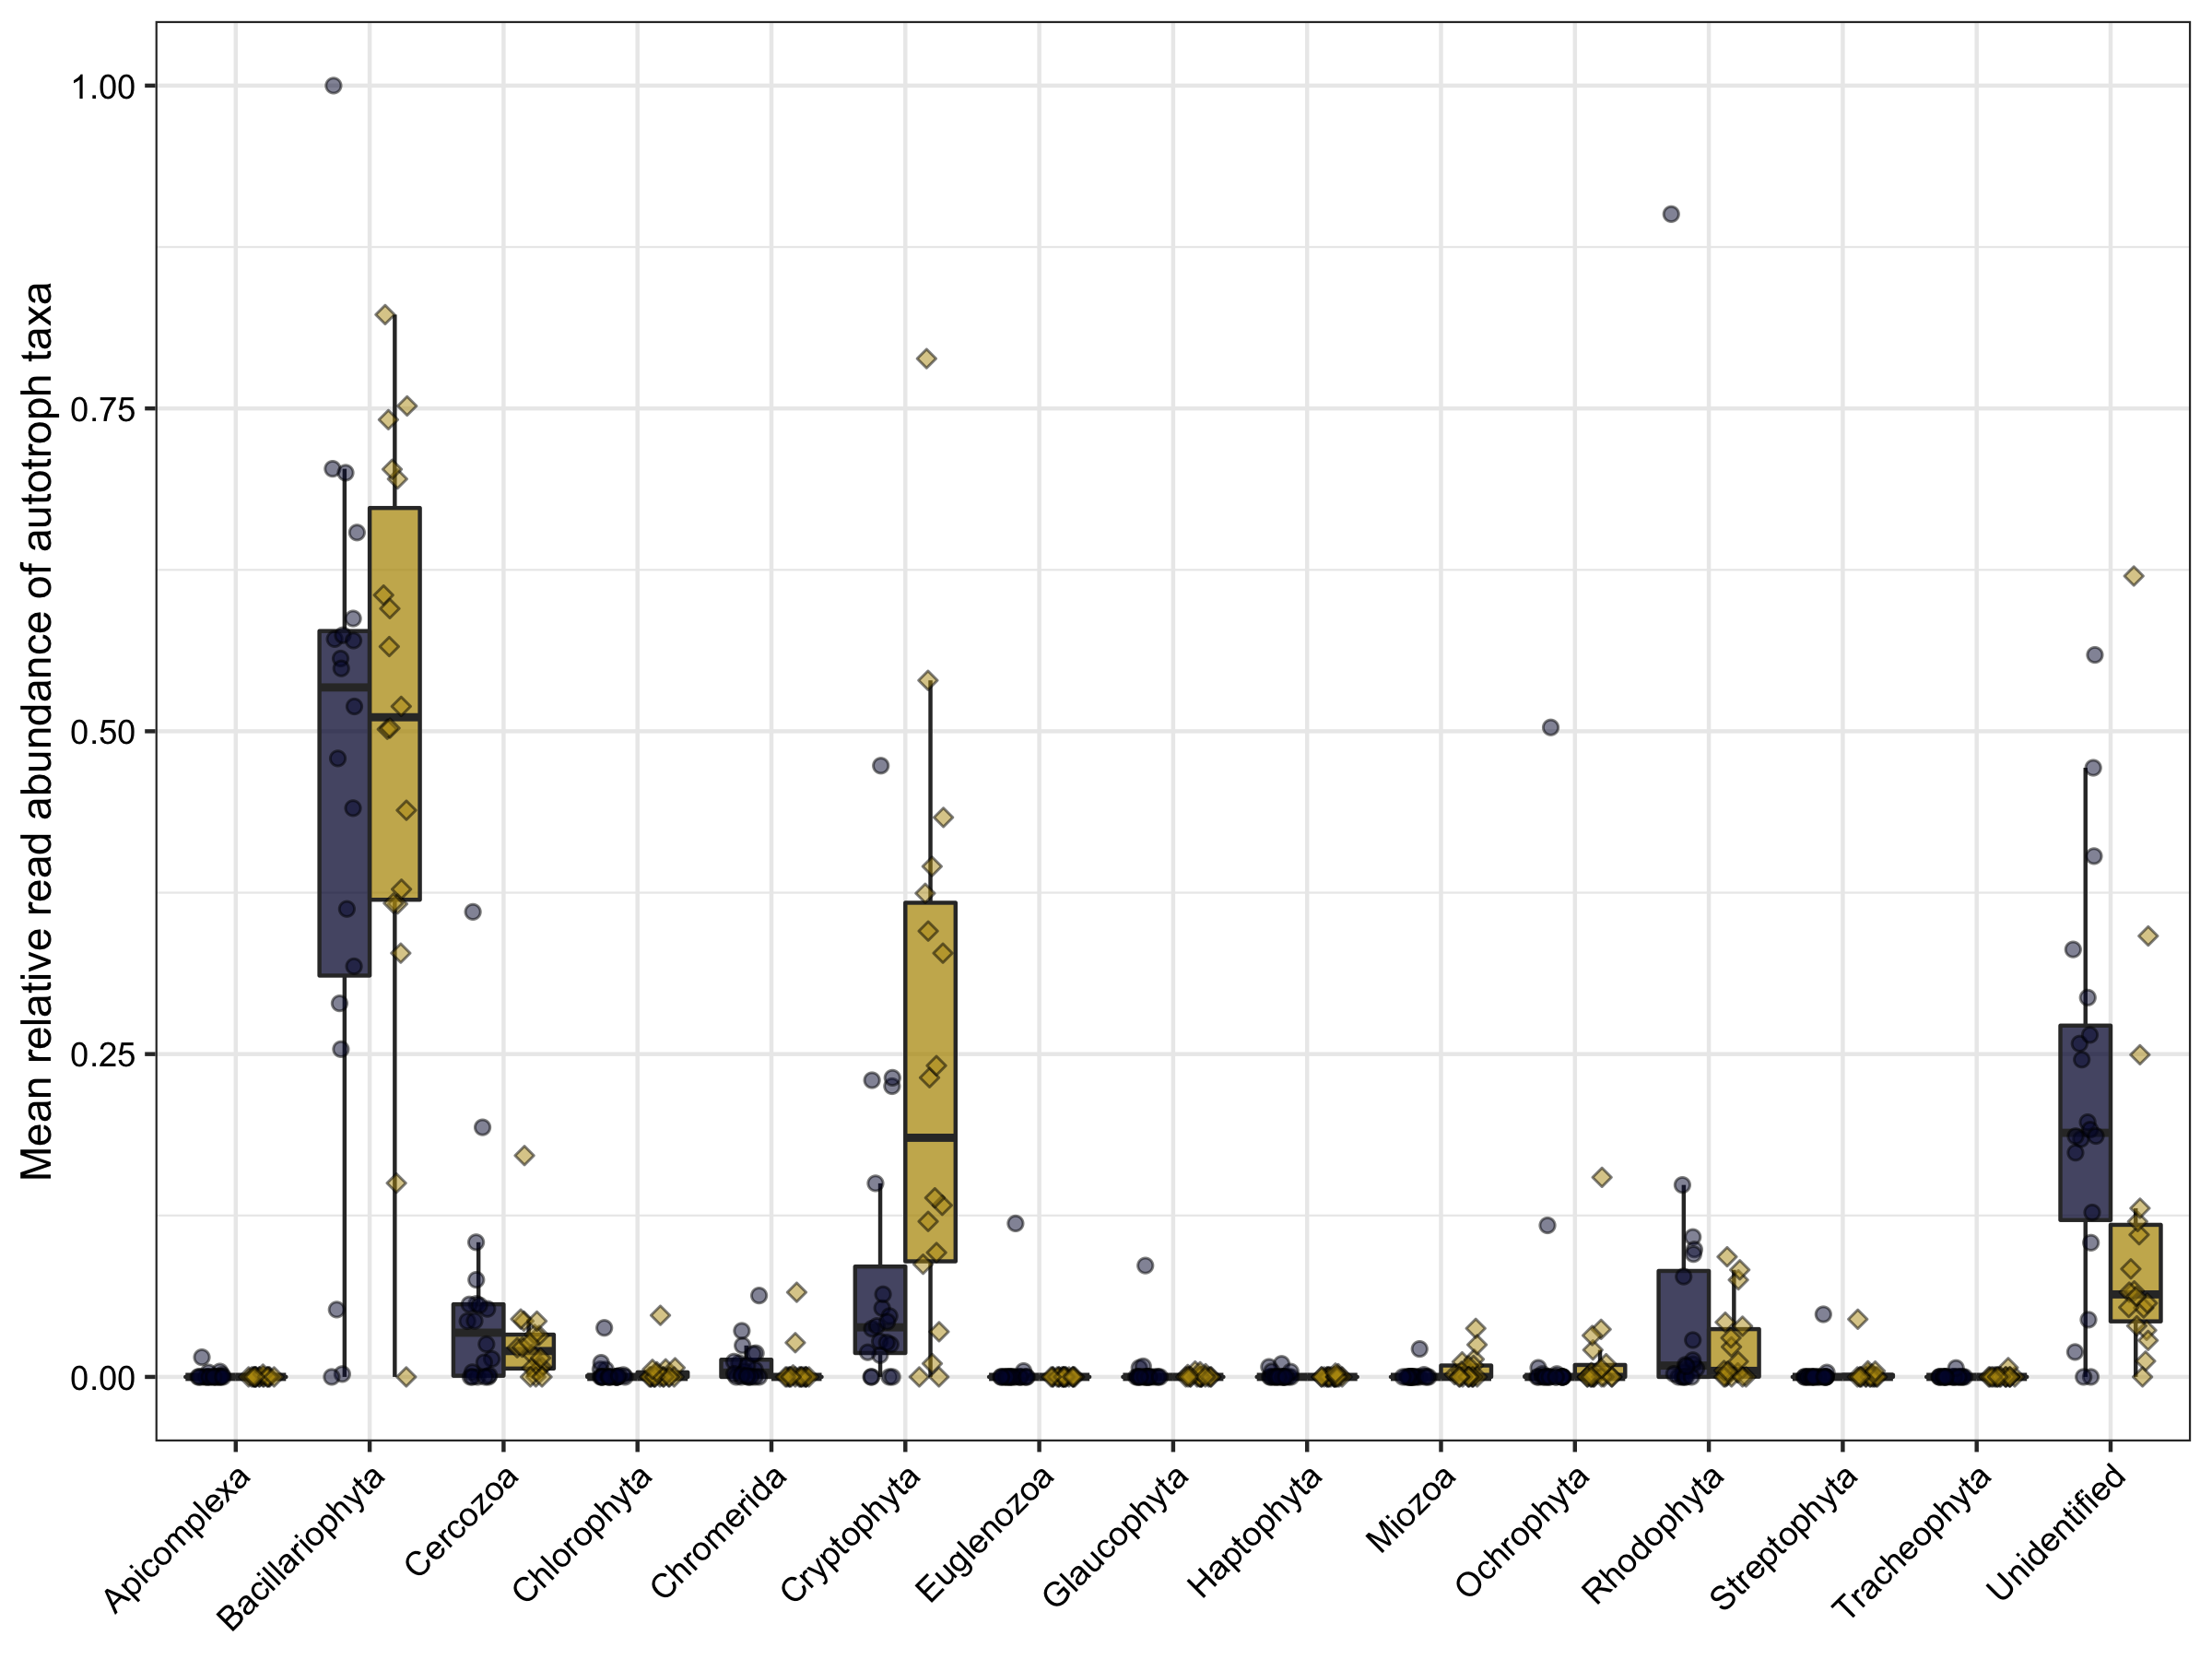 Mean relative read abundance of autotroph taxa
1.00
0.75
0.50
0.25
0.00
Apicomplexa
Bacillariophyta
Cercozoa
Chlorophyta
Chromerida
Cryptophyta
Euglenozoa
Glaucophyta
Haptophyta
Miozoa
Ochrophyta
Rhodophyta
Streptophyta
Tracheophyta
Unidentified